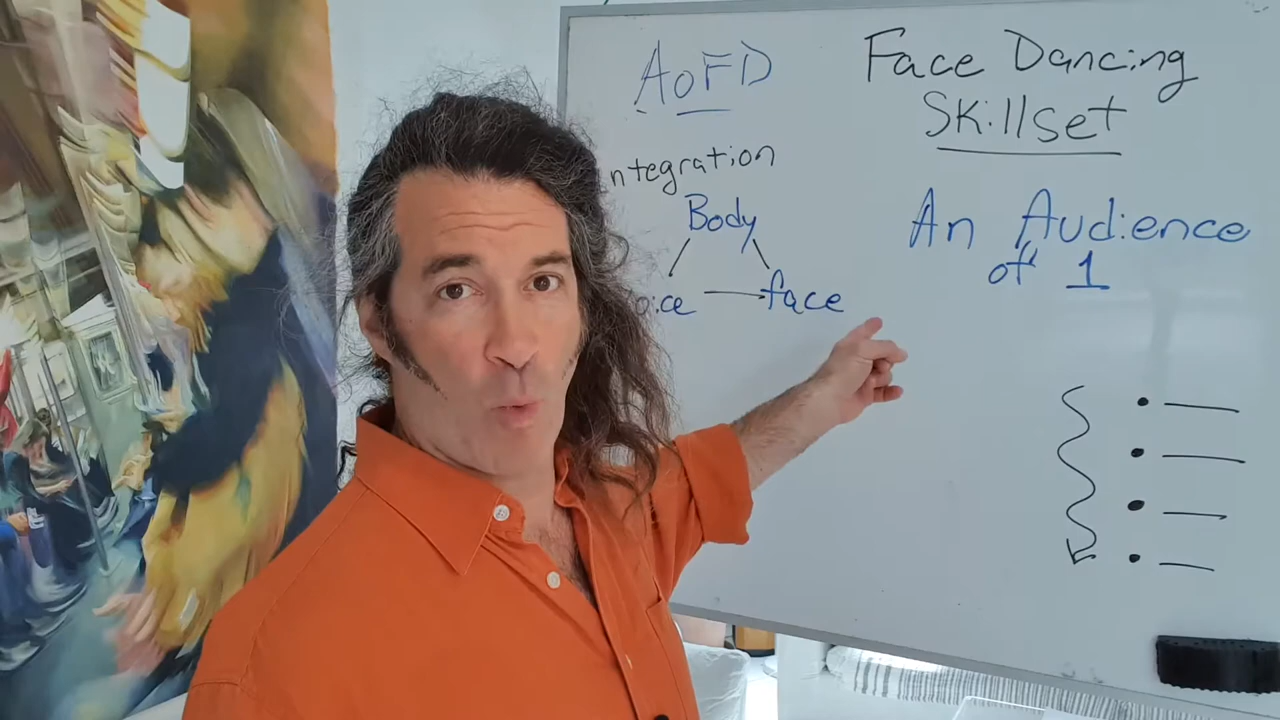 AoFD
ntegration
Body
oice
face
Face Dancing
Skillset
An Audience
of 1